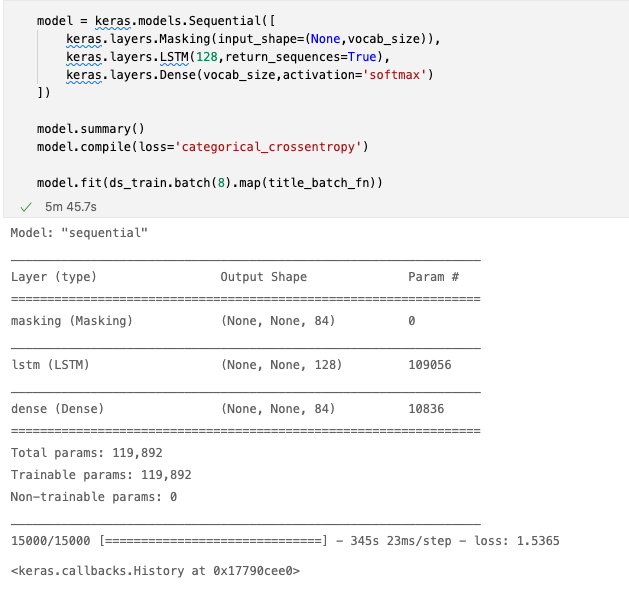 model = keras.models.Sequential([
    keras.layers.Masking(input_shape=(None,vocab_size)),
    keras.layers.LSTM(128,return_sequences=True),
    keras.layers.Dense(vocab_size,activation='softmax')
])
model.summary()
model.compile(loss='categorical_crossentropy')
model.fit(ds_train.batch(8).map(title_batch_fn))
✓ 5m 45.7s
Model: "sequential"
_________________________________________________________________
Layer (type) Output Shape Param #
=================================================================
masking (Masking) (None, None, 84) 0
_________________________________________________________________
lstm (LSTM) (None, None, 128) 109056
_________________________________________________________________
dense (Dense) (None, None, 84) 10836
=================================================================
Total params: 119,892
Trainable params: 119,892
Non-trainable params: 0
_________________________________________________________________
15000/15000 [==============================] - 345s 23ms/step - loss: 1.5365
<keras.callbacks.History at 0x17790cee0>